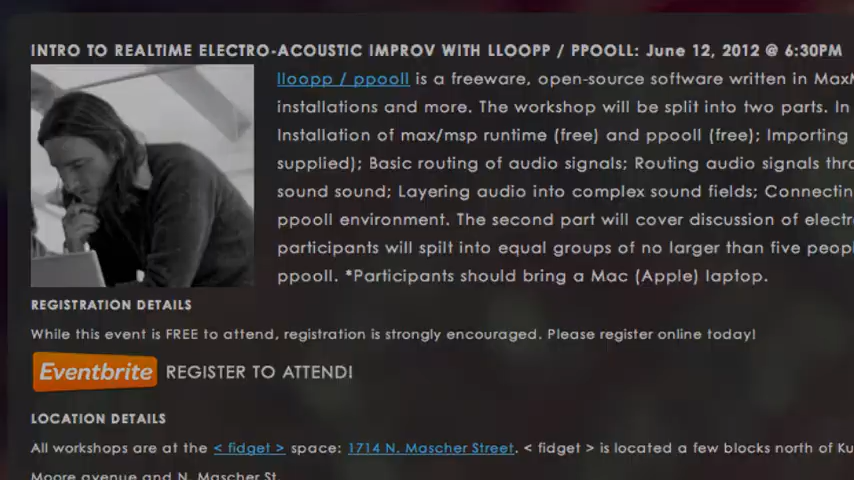 INTRO TO REALTIME ELECTRO-ACOUSTIC IMPROV WITH LLOOPP / PPOOLL: June 12, 2012 @ 6:30PM
lloopp / ppooll is a freeware, open-source software written in Max
installations and more. The workshop will be split into two parts. In
Installation of max/msp runtime (free) and ppooll (free); Importing
supplied); Basic routing of audio signals; Routing audio signals thr
sound sound; Layering audio into complex sound fields; Connectin
ppooll environment. The second part will cover discussion of electr
participants will spilt into equal groups of no larger than five peop
ppooll. *Participants should bring a Mac (Apple) laptop.
REGISTRATION DETAILS
While this event is FREE to attend, registration is strongly encouraged. Please register online today!
Eventbrite REGISTER TO ATTEND!
LOCATION DETAILS
All workshops are at the < fidget > space: 1714 N. Mascher Street. < fidget > is located a few blocks north of Ku
Moore avenue and N. Mascher St.